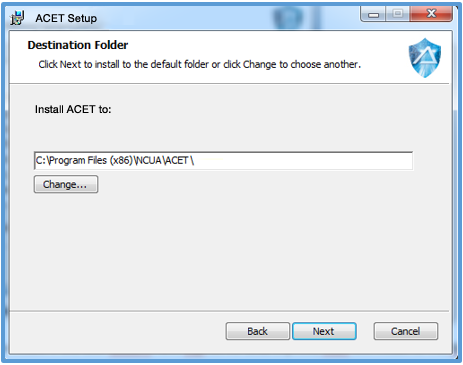 ACET Setup
Destination Folder
Click Next to install to the default folder or click Change to choose another.
Install ACET to:
C:\Program Files (x86)\NCUA\ACET\
Change...
Back Next Cancel